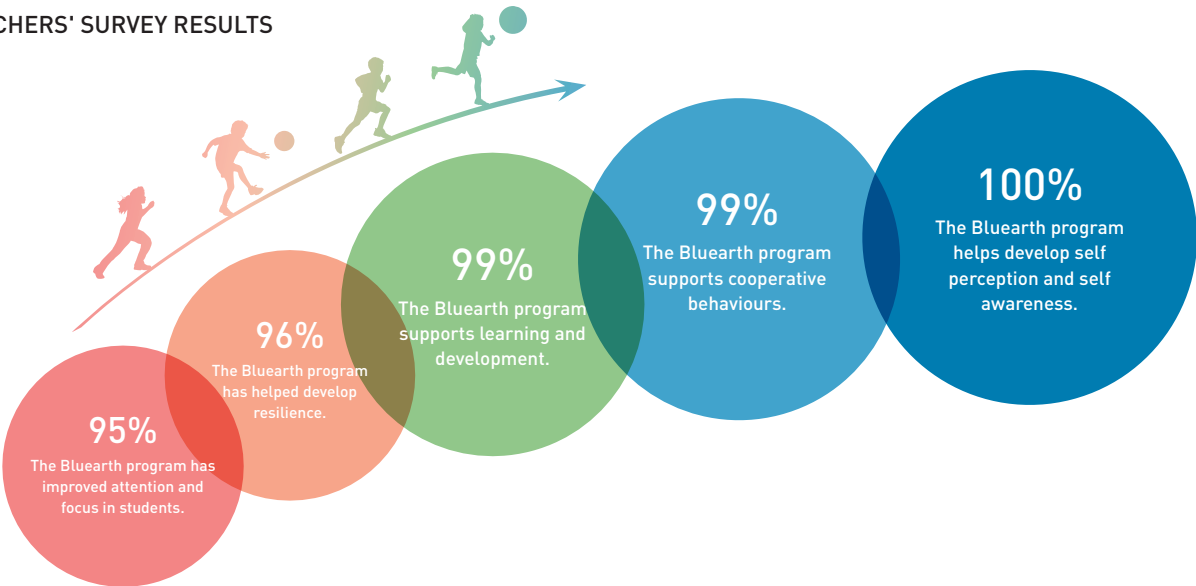 CHERS' SURVEY RESULTS
95%
The Bluearth program has
improved attention and
focus in students.
96%
The Bluearth program
has helped develop
resilience.
99%
The Bluearth program
supports learning and
development.
99%
The Bluearth program
supports cooperative
behaviours.
100%
The Bluearth program
helps develop self
perception and self
awareness.